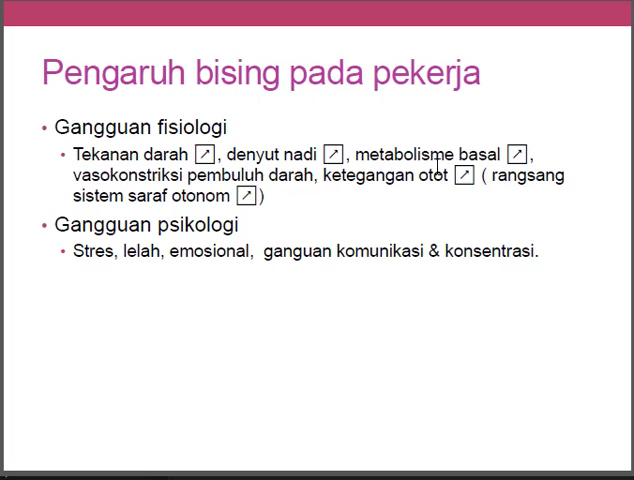 Pengaruh bising pada pekerja
• Gangguan fisiologi
• Tekanan darah ↗, denyut nadi ↗, metabolisme basal ↗,
vasokonstriksi pembuluh darah, ketegangan otot ↗ ( rangsang
sistem saraf otonom ↗)
• Gangguan psikologi
• Stres, lelah, emosional, ganguan komunikasi & konsentrasi.